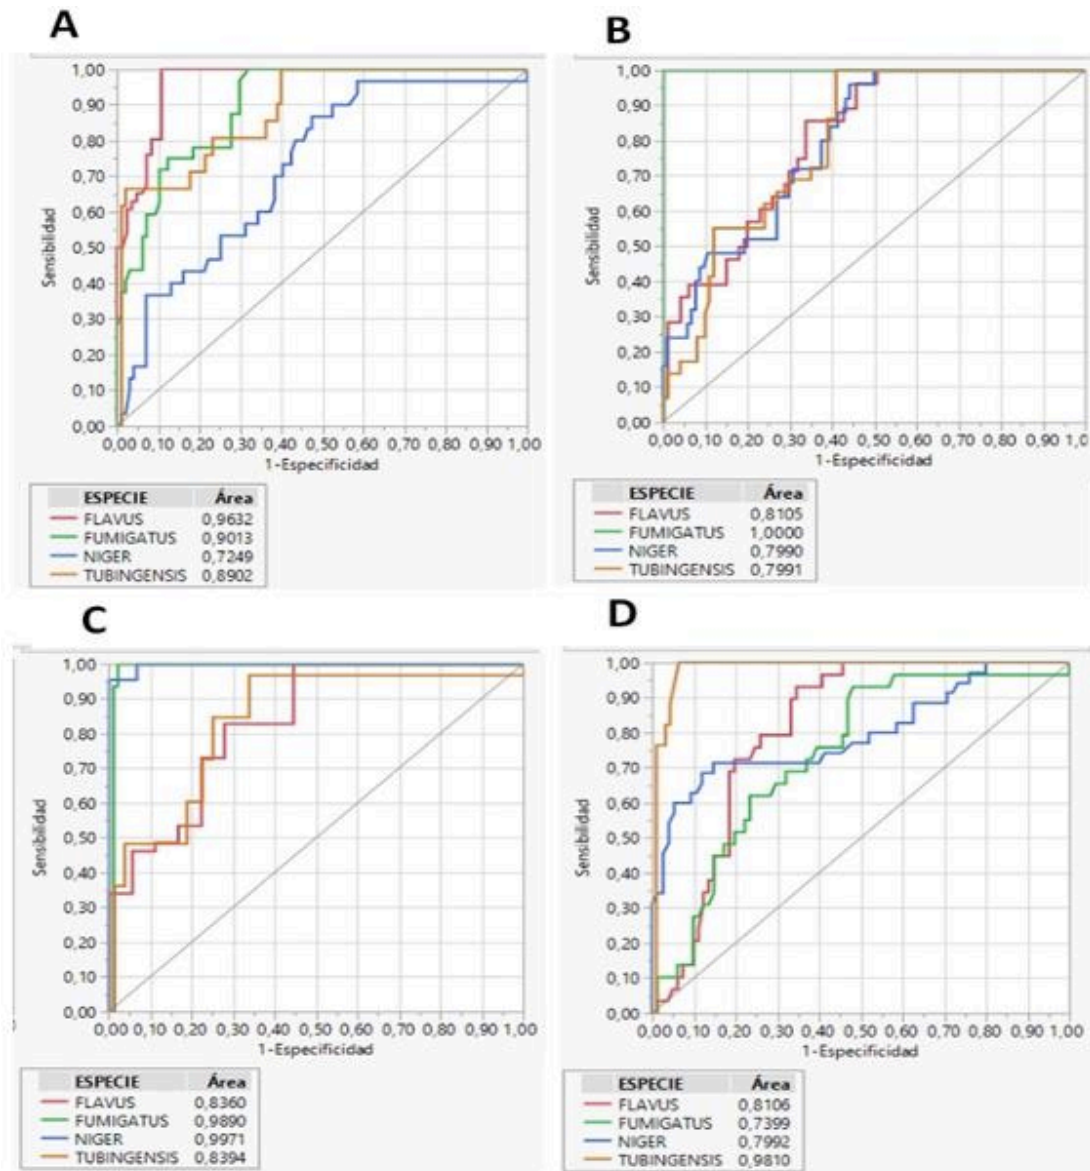 A
1,00
0,90
0,80
0,70
0,60
0,50
0,40
0,30
0,20
0,10
0,00
Sensibilidad
0,00 0,10 0,20 0,30 0,40 0,50 0,60 0,70 0,80 0,90 1,00
1-Especificidad
ESPECIE Área
FLAVUS 0,9632
FUMIGATUS 0,9013
NIGER 0,7249
TUBINGENSIS 0,8902
B
1,00
0,90
0,80
0,70
0,60
0,50
0,40
0,30
0,20
0,10
0,00
Sensibilidad
0,00 0,10 0,20 0,30 0,40 0,50 0,60 0,70 0,80 0,90 1,0
1-Especificidad
ESPECIE Área
FLAVUS 0,8105
FUMIGATUS 1,0000
NIGER 0,7990
TUBINGENSIS 0,7991
C
1,00
0,90
0,80
0,70
0,60
0,50
0,40
0,30
0,20
0,10
0,00
Sensibilidad
0,00 0,10 0,20 0,30 0,40 0,50 0,60 0,70 0,80 0,90 1,00
1-Especificidad
ESPECIE Área
FLAVUS 0,8360
FUMIGATUS 0,9890
NIGER 0,9971
TUBINGENSIS 0,8394
D
1,00
0,90
0,80
0,70
0,60
0,50
0,40
0,30
0,20
0,10
0,00
Sensibilidad
0,00 0,10 0,20 0,30 0,40 0,50 0,60 0,70 0,80 0,90 1,00
1-Especificidad
ESPECIE Área
FLAVUS 0,8106
FUMIGATUS 0,7399
NIGER 0,7992
TUBINGENSIS 0,9810